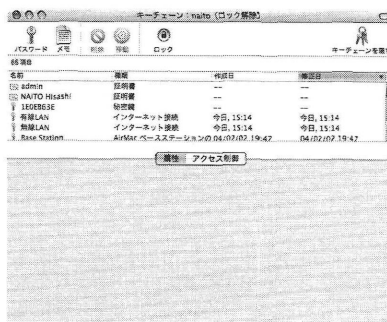 キーチェーン：naito（ロック解除）
パスワード メモ 削除 移動 ロック キーチェーンを隠
66 項目
名前 種類 作成日 修正日
admin 証明書 -- --
NAITO Hisashi 証明書 -- --
1E0EB63E 秘密鍵 -- --
有線LAN インターネット接続 今日, 15:14 今日, 15:14
無線LAN インターネット接続 今日, 15:14 今日, 15:14
Base Station AirMac ベースステーションの 04/02/02 19:47 04/02/02 19:47
属性 アクセス制御